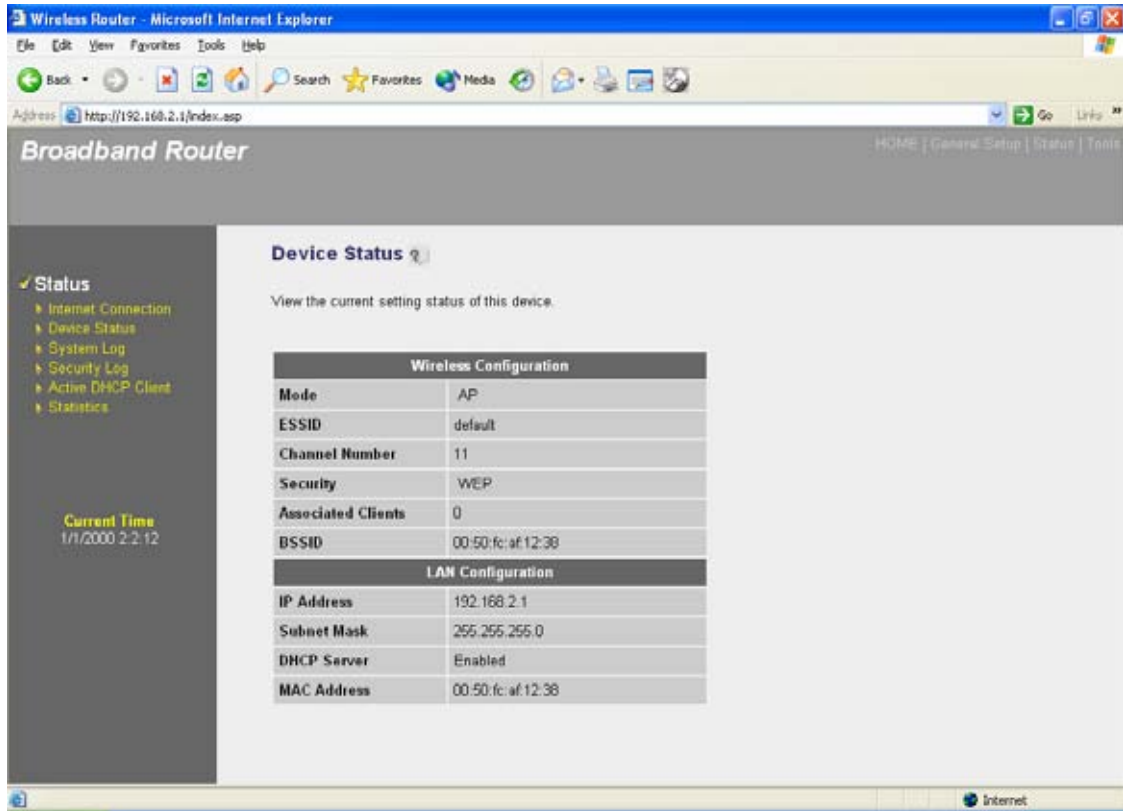 Wireless Router - Microsoft Internet Explorer
File Edit View Favorites Tools Help
Back Search Favorites Media
Address http://192.168.2.1/index.asp Go Links »
Broadband Router
HOME | General Setup | Status | Tools
Status
Internet Connection
Device Status
System Log
Security Log
Active DHCP Client
Statistics
Current Time
1/1/2000 2:2:12
Device Status
View the current setting status of this device.
Wireless Configuration
Mode AP
ESSID default
Channel Number 11
Security WEP
Associated Clients 0
BSSID 00:50:fc:af:12:38
LAN Configuration
IP Address 192.168.2.1
Subnet Mask 255.255.255.0
DHCP Server Enabled
MAC Address 00:50:fc:af:12:38
Internet